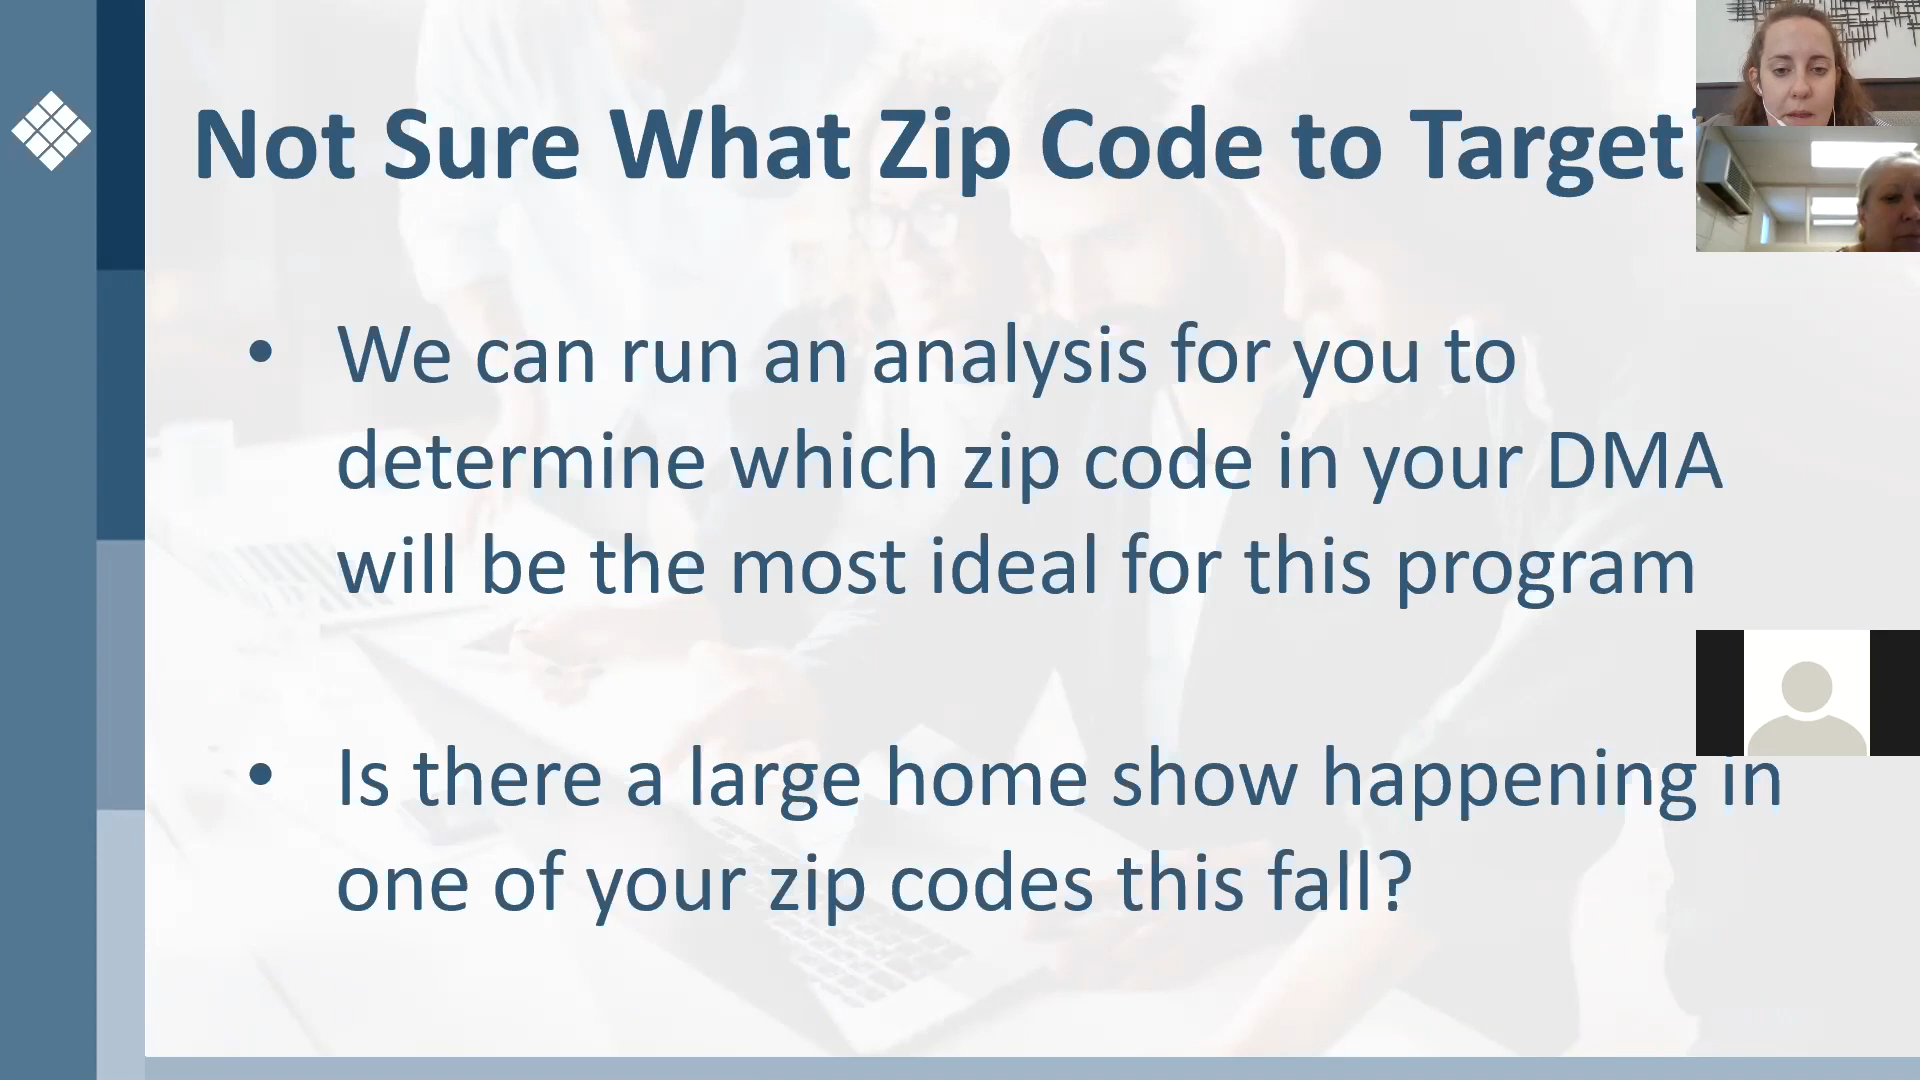 Not Sure What Zip Code to Target?
• We can run an analysis for you to
determine which zip code in your DMA
will be the most ideal for this program
• Is there a large home show happening in
one of your zip codes this fall?